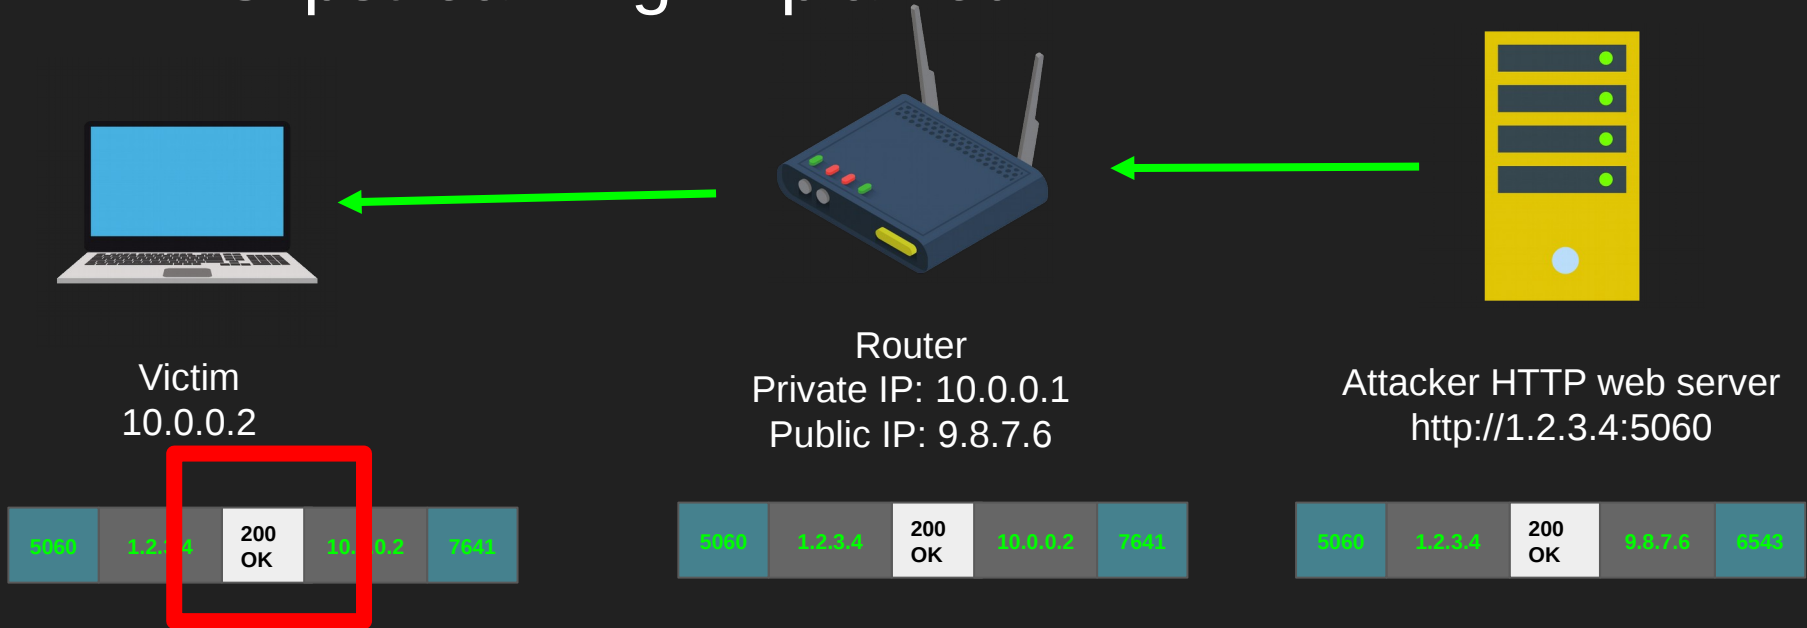 Victim
10.0.0.2
Router
Private IP: 10.0.0.1
Public IP: 9.8.7.6
Attacker HTTP web server
http://1.2.3.4:5060
5060 200 OK 7641
5060 1.2.3.4 200 OK 10.0.0.2 7641
5060 1.2.3.4 200 OK 9.8.7.6 6543